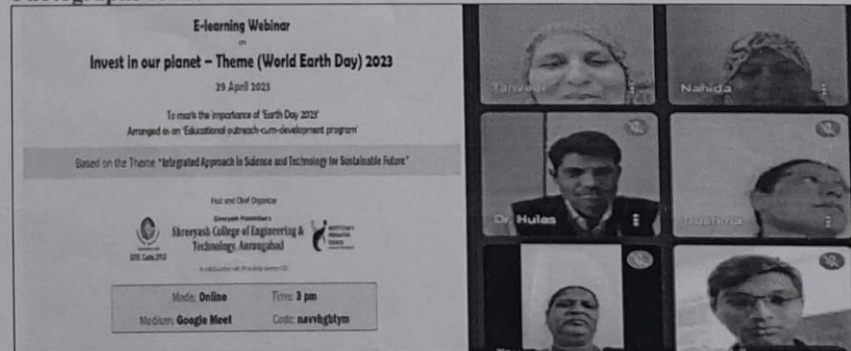 E-learning Webinar
on
Invest in our planet – Theme (World Earth Day) 2023
29 April 2023
To mark the importance of 'Earth Day 2023'
Arranged as an 'Educational outreach-cum-development program'
Based on the Theme "Integrated Approach in Science and Technology for Sustainable Future"
Host and Chief Organizer
Shreeyash College of Engineering &
Technology, Aurangabad
Mode: Online Time: 3 pm
Medium: Google Meet Code: navvhghtym
Tanveer
Nahida
Dr. Hulas